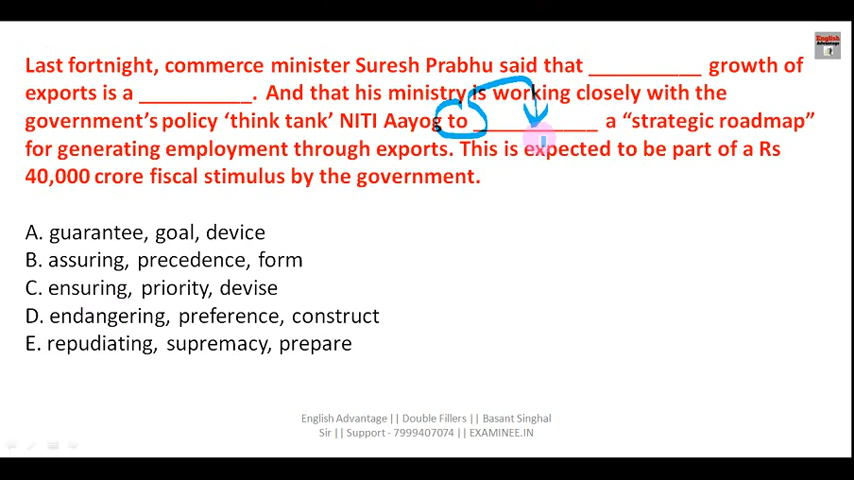 English
Advantage
Last fortnight, commerce minister Suresh Prabhu said that __________ growth of
exports is a __________. And that his ministry is working closely with the
government’s policy ‘think tank’ NITI Aayog to ___________ a “strategic roadmap”
for generating employment through exports. This is expected to be part of a Rs
40,000 crore fiscal stimulus by the government.
A. guarantee, goal, device
B. assuring, precedence, form
C. ensuring, priority, devise
D. endangering, preference, construct
E. repudiating, supremacy, prepare
English Advantage || Double Fillers || Basant Singhal
Sir || Support - 7999407074 || EXAMINEE.IN